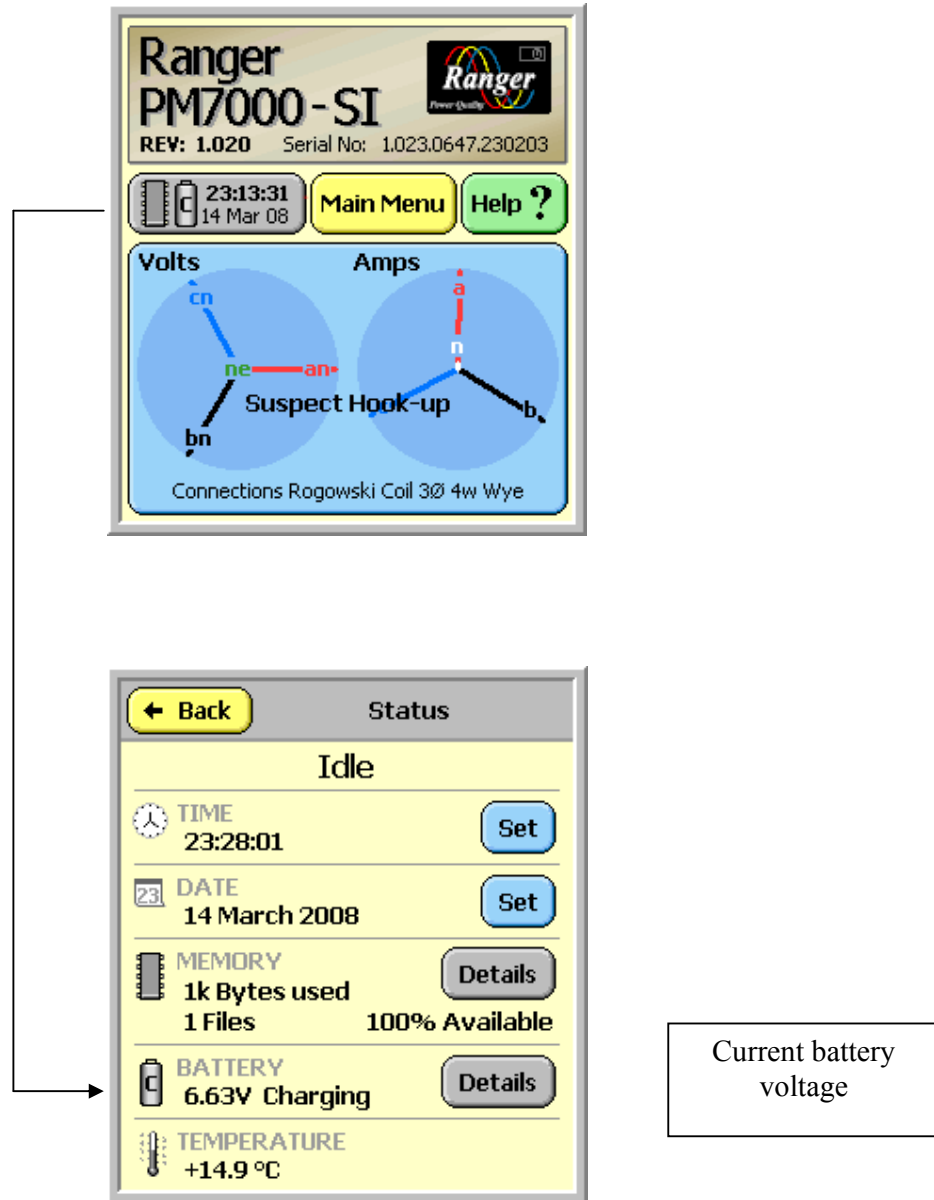 Ranger
PM7000-SI
Ranger
Power Quality
REV: 1.020 Serial No: 1.023.0647.230203
C
23:13:31
14 Mar 08
Main Menu
Help ?
Volts
Amps
cn
a
n
ne
an
Suspect Hook-up
b
bn
Connections Rogowski Coil 3Ø 4w Wye
← Back
Status
Idle
TIME
23:28:01
Set
23
DATE
14 March 2008
Set
MEMORY
1k Bytes used
Details
1 Files 100% Available
C
BATTERY
6.63V Charging
Details
TEMPERATURE
+14.9 °C
Current battery
voltage